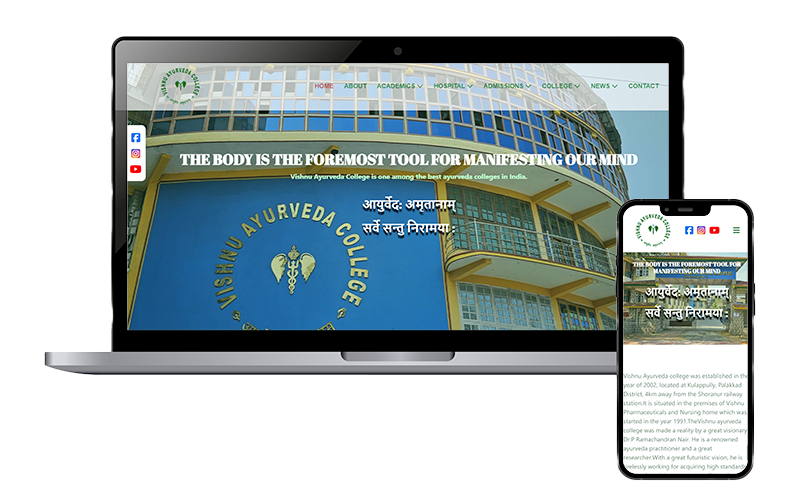 VISHNU AYURVEDA COLLEGE
HOME ABOUT ACADEMICS HOSPITAL ADMISSIONS COLLEGE NEWS CONTACT
THE BODY IS THE FOREMOST TOOL FOR MANIFESTING OUR MIND
Vishnu Ayurveda College is one among the best ayurveda colleges in India.
आयुर्वेदः अमृतानाम्
सर्वे सन्तु निरामया :
VISHNU AYURVEDA COLLEGE
VISHNU AYURVEDA COLLEGE
THE BODY IS THE FOREMOST TOOL FOR
MANIFESTING OUR MIND
आयुर्वेदः अमृतानाम्
सर्वे सन्तु निरामया :
Vishnu Ayurveda college was established in the
year of 2002, located at Kulappully, Palakkad
District, 4km away from the Shoranur railway
station.It is situated in the premises of Vishnu
Pharmaceuticals and Nursing home which was
started in the year 1991.TheVishnu ayurveda
college was made a reality by a great visionary
Dr.P Ramachandran Nair. He is a renowned
ayurveda practitioner and a great
researcher.With a great futuristic vision, he is
tirelessly working for acquiring high standards